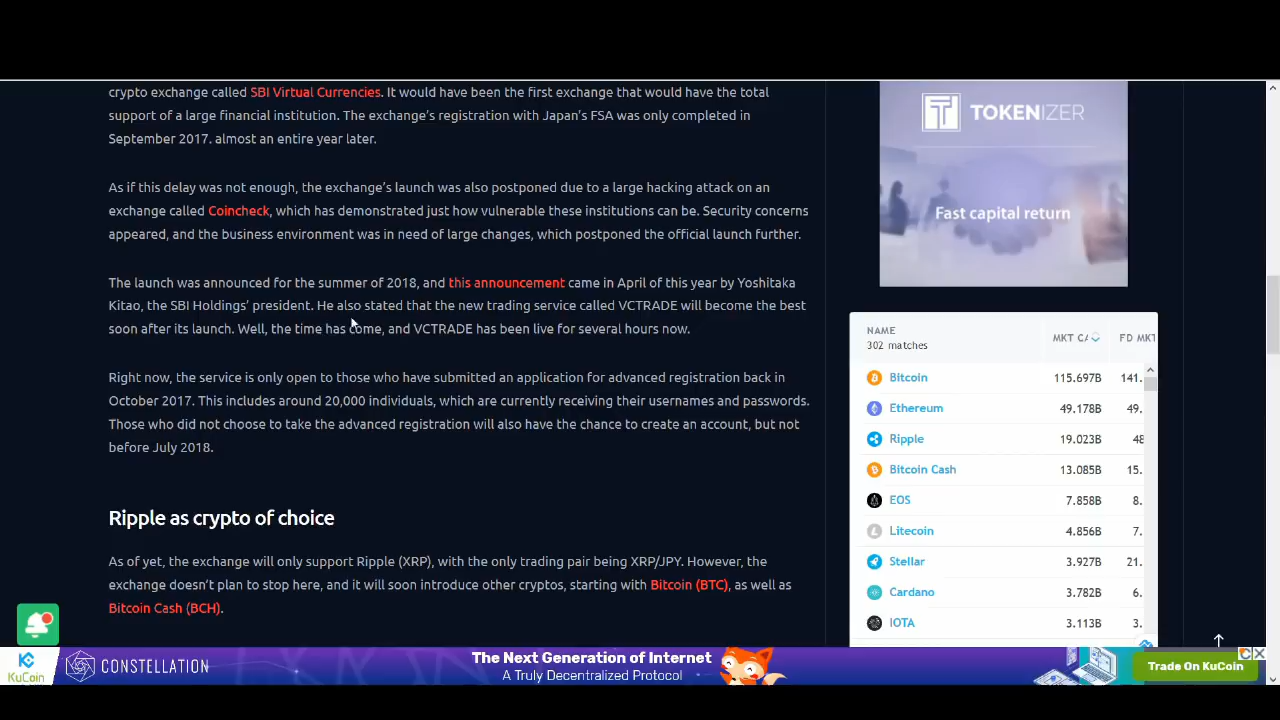 crypto exchange called SBI Virtual Currencies. It would have been the first exchange that would have the total
support of a large financial institution. The exchange's registration with Japan's FSA was only completed in
September 2017. almost an entire year later.
As if this delay was not enough, the exchange's launch was also postponed due to a large hacking attack on an
exchange called Coincheck, which has demonstrated just how vulnerable these institutions can be. Security concerns
appeared, and the business environment was in need of large changes, which postponed the official launch further.
The launch was announced for the summer of 2018, and this announcement came in April of this year by Yoshitaka
Kitao, the SBI Holdings' president. He also stated that the new trading service called VCTRADE will become the best
soon after its launch. Well, the time has come, and VCTRADE has been live for several hours now.
Right now, the service is only open to those who have submitted an application for advanced registration back in
October 2017. This includes around 20,000 individuals, which are currently receiving their usernames and passwords.
Those who did not choose to take the advanced registration will also have the chance to create an account, but not
before July 2018.
Ripple as crypto of choice
As of yet, the exchange will only support Ripple (XRP), with the only trading pair being XRP/JPY. However, the
exchange doesn't plan to stop here, and it will soon introduce other cryptos, starting with Bitcoin (BTC), as well as
Bitcoin Cash (BCH).
TOKENIZER
Fast capital return
NAME MKT CA FD MKT
302 matches
Bitcoin 115.697B 141.
Ethereum 49.178B 49.
Ripple 19.023B 48
Bitcoin Cash 13.085B 15.
EOS 7.858B 8.
Litecoin 4.856B 7.
Stellar 3.927B 21.
Cardano 3.782B 6.
IOTA 3.113B 3.
KuCoin
CONSTELLATION
The Next Generation of Internet
A Truly Decentralized Protocol
Trade On KuCoin